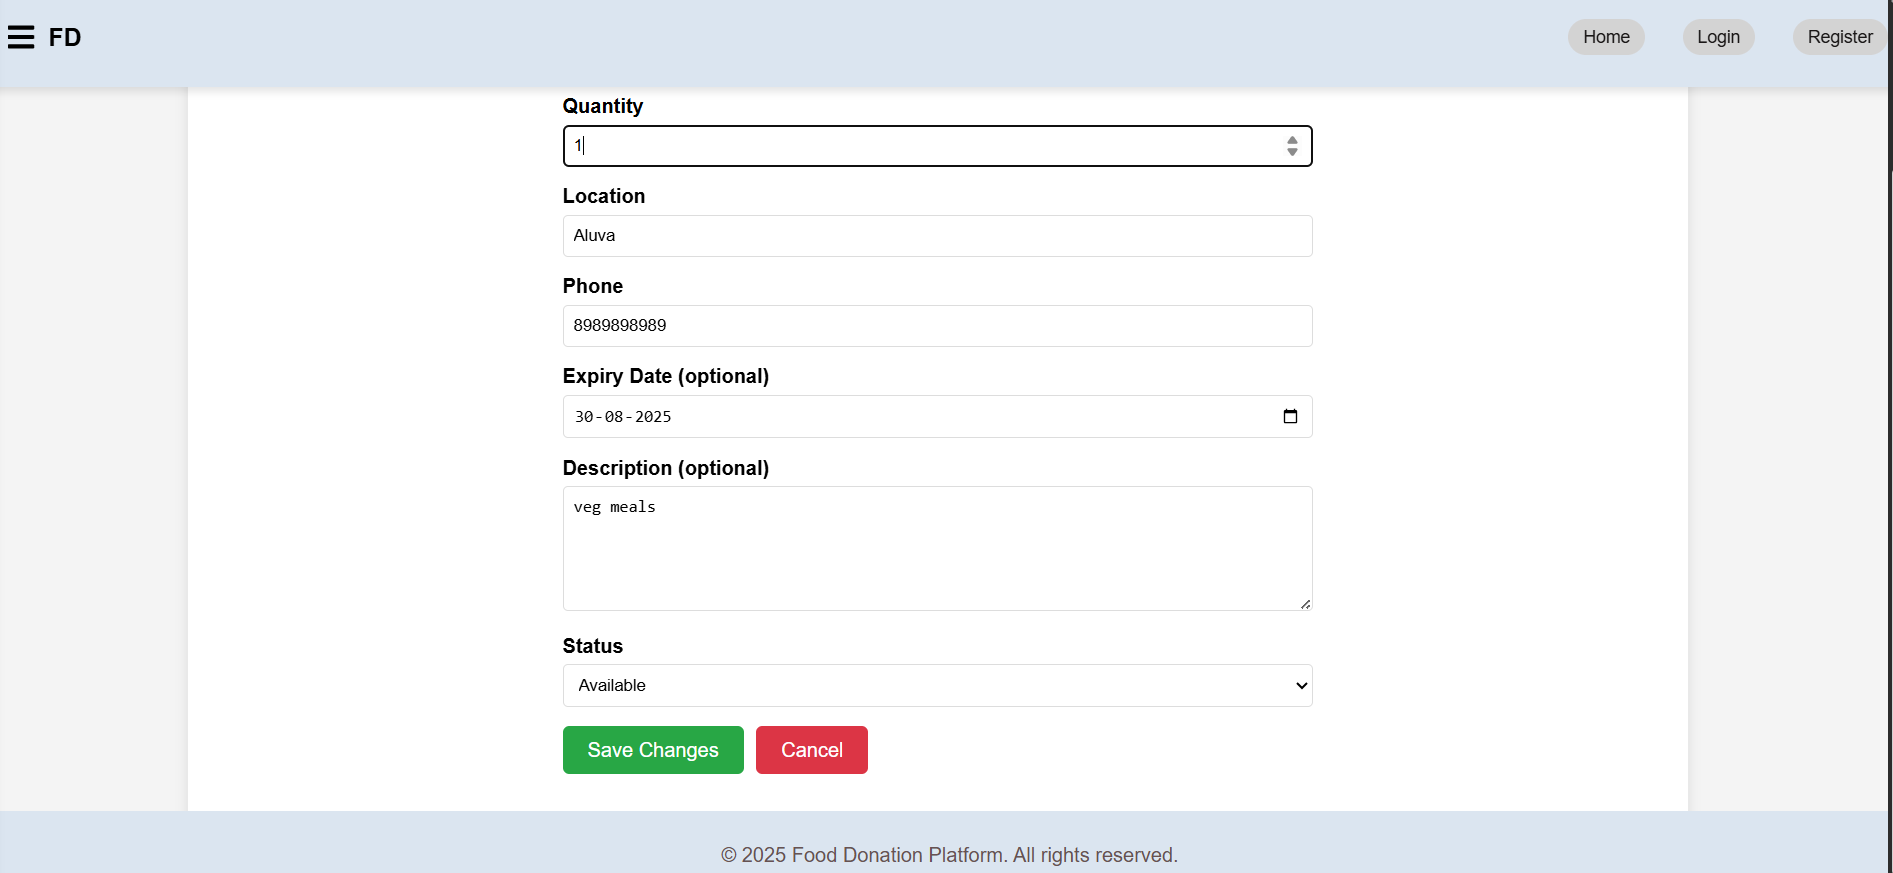 FD
Home Login Register
Quantity
1
Location
Aluva
Phone
8989898989
Expiry Date (optional)
30-08-2025
Description (optional)
veg meals
Status
Available
Save Changes Cancel
© 2025 Food Donation Platform. All rights reserved.